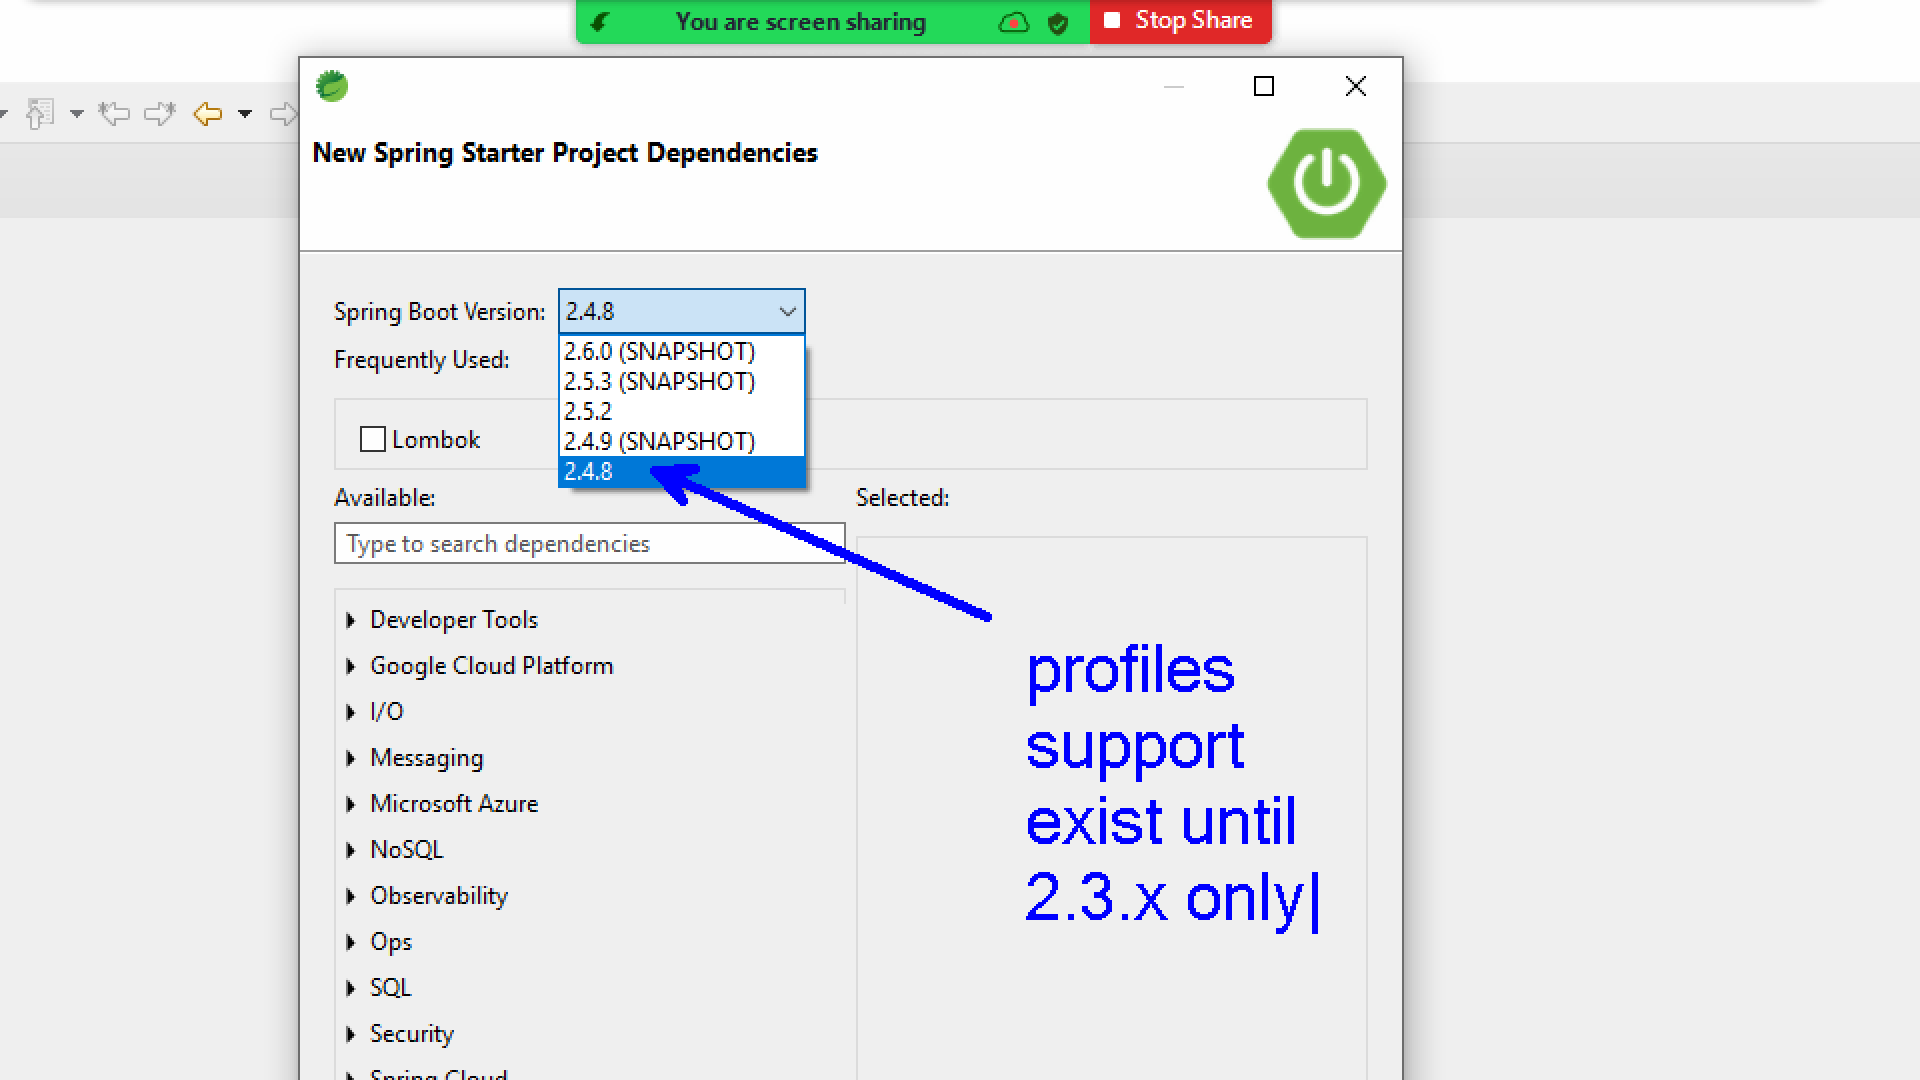 You are screen sharing
Stop Share
New Spring Starter Project Dependencies
Spring Boot Version:
2.4.8
2.6.0 (SNAPSHOT)
2.5.3 (SNAPSHOT)
2.5.2
2.4.9 (SNAPSHOT)
2.4.8
Frequently Used:
Lombok
Available:
Type to search dependencies
Developer Tools
Google Cloud Platform
I/O
Messaging
Microsoft Azure
NoSQL
Observability
Ops
SQL
Security
Spring Cloud
Selected:
profiles
support
exist until
2.3.x only